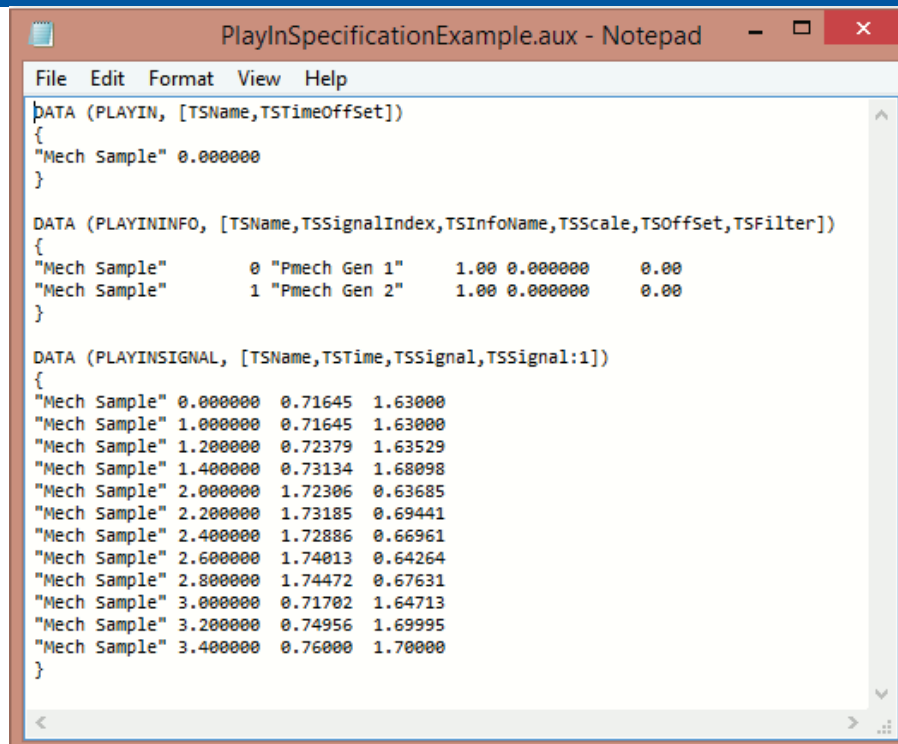 PlayInSpecificationExample.aux - Notepad
File Edit Format View Help
DATA (PLAYIN, [TSName,TSTimeOffSet])
{
"Mech Sample" 0.000000
}
DATA (PLAYININFO, [TSName,TSSignalIndex,TSInfoName,TSScale,TSOffSet,TSFilter])
{
"Mech Sample" 0 "Pmech Gen 1" 1.00 0.000000 0.00
"Mech Sample" 1 "Pmech Gen 2" 1.00 0.000000 0.00
}
DATA (PLAYINSIGNAL, [TSName,TSTime,TSSignal,TSSignal:1])
{
"Mech Sample" 0.000000 0.71645 1.63000
"Mech Sample" 1.000000 0.71645 1.63000
"Mech Sample" 1.200000 0.72379 1.63529
"Mech Sample" 1.400000 0.73134 1.68098
"Mech Sample" 2.000000 1.72306 0.63685
"Mech Sample" 2.200000 1.73185 0.69441
"Mech Sample" 2.400000 1.72886 0.66961
"Mech Sample" 2.600000 1.74013 0.64264
"Mech Sample" 2.800000 1.74472 0.67631
"Mech Sample" 3.000000 0.71702 1.64713
"Mech Sample" 3.200000 0.74956 1.69995
"Mech Sample" 3.400000 0.76000 1.70000
}